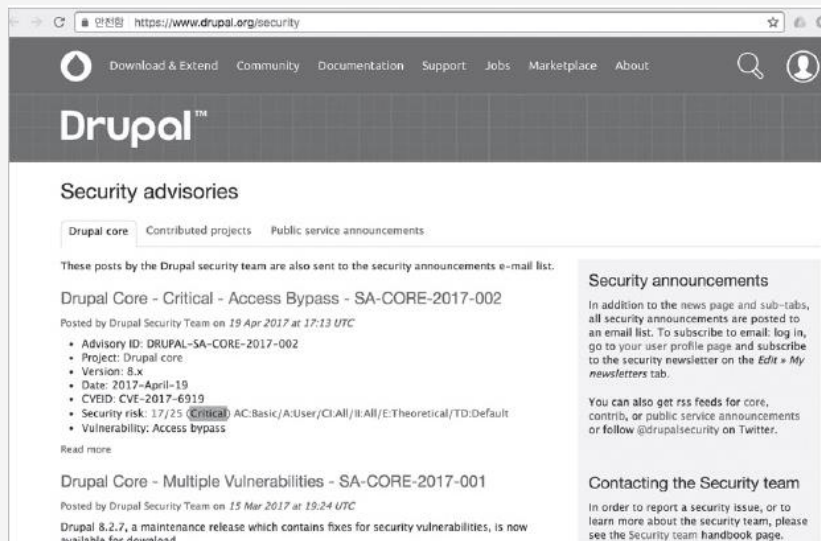 안전함 https://www.drupal.org/security
Download & Extend Community Documentation Support Jobs Marketplace About
Drupal™
Security advisories
Drupal core Contributed projects Public service announcements
These posts by the Drupal security team are also sent to the security announcements e-mail list.
Drupal Core - Critical - Access Bypass - SA-CORE-2017-002
Posted by Drupal Security Team on 19 Apr 2017 at 17:13 UTC
• Advisory ID: DRUPAL-SA-CORE-2017-002
• Project: Drupal core
• Version: 8.x
• Date: 2017-April-19
• CVEID: CVE-2017-6919
• Security risk: 17/25 (Critical) AC:Basic/A:User/CI:All/II:All/E:Theoretical/TD:Default
• Vulnerability: Access bypass
Read more
Drupal Core - Multiple Vulnerabilities - SA-CORE-2017-001
Posted by Drupal Security Team on 15 Mar 2017 at 19:24 UTC
Drupal 8.2.7, a maintenance release which contains fixes for security vulnerabilities, is now
available for download.
Security announcements
In addition to the news page and sub-tabs,
all security announcements are posted to
an email list. To subscribe to email: log in,
go to your user profile page and subscribe
to the security newsletter on the Edit » My
newsletters tab.
You can also get rss feeds for core,
contrib, or public service announcements
or follow @drupalsecurity on Twitter.
Contacting the Security team
In order to report a security issue, or to
learn more about the security team, please
see the Security team handbook page.